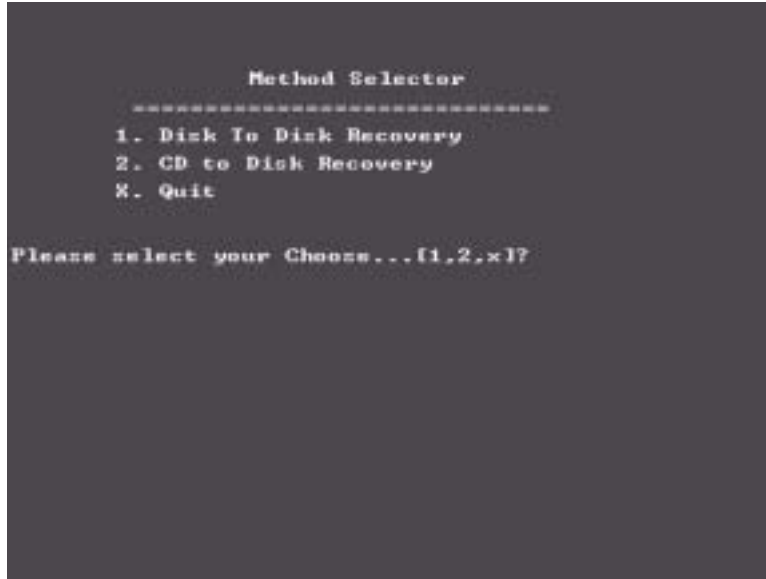 Method Selector
==============================
1. Disk To Disk Recovery
2. CD to Disk Recovery
X. Quit
Please select your Choose...[1,2,x]?